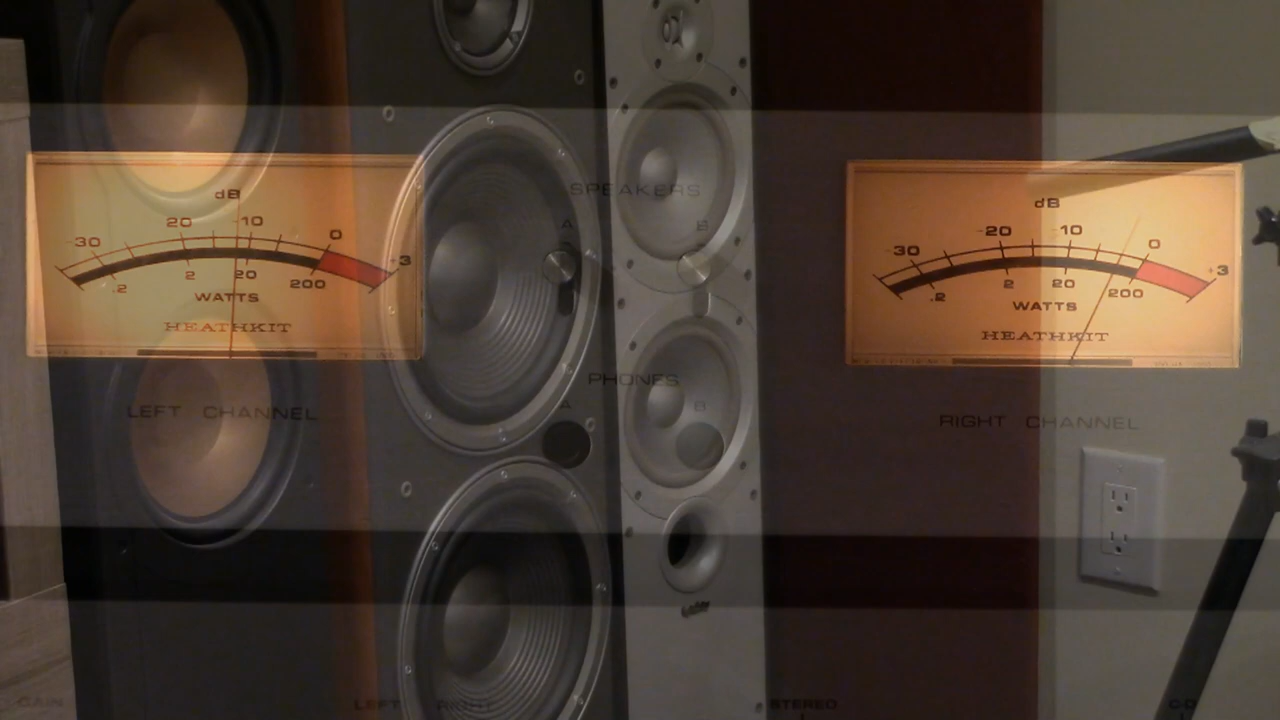 dB
20 -10
-30 0
+3
.2 2 20 200
WATTS
HEATHKIT
LEFT CHANNEL
SPEAKERS
A B
PHONES
A B
dB
-20 -10
-30 0
+3
.2 2 20 200
WATTS
HEATHKIT
RIGHT CHANNEL
GAIN
LEFT RIGHT
STEREO